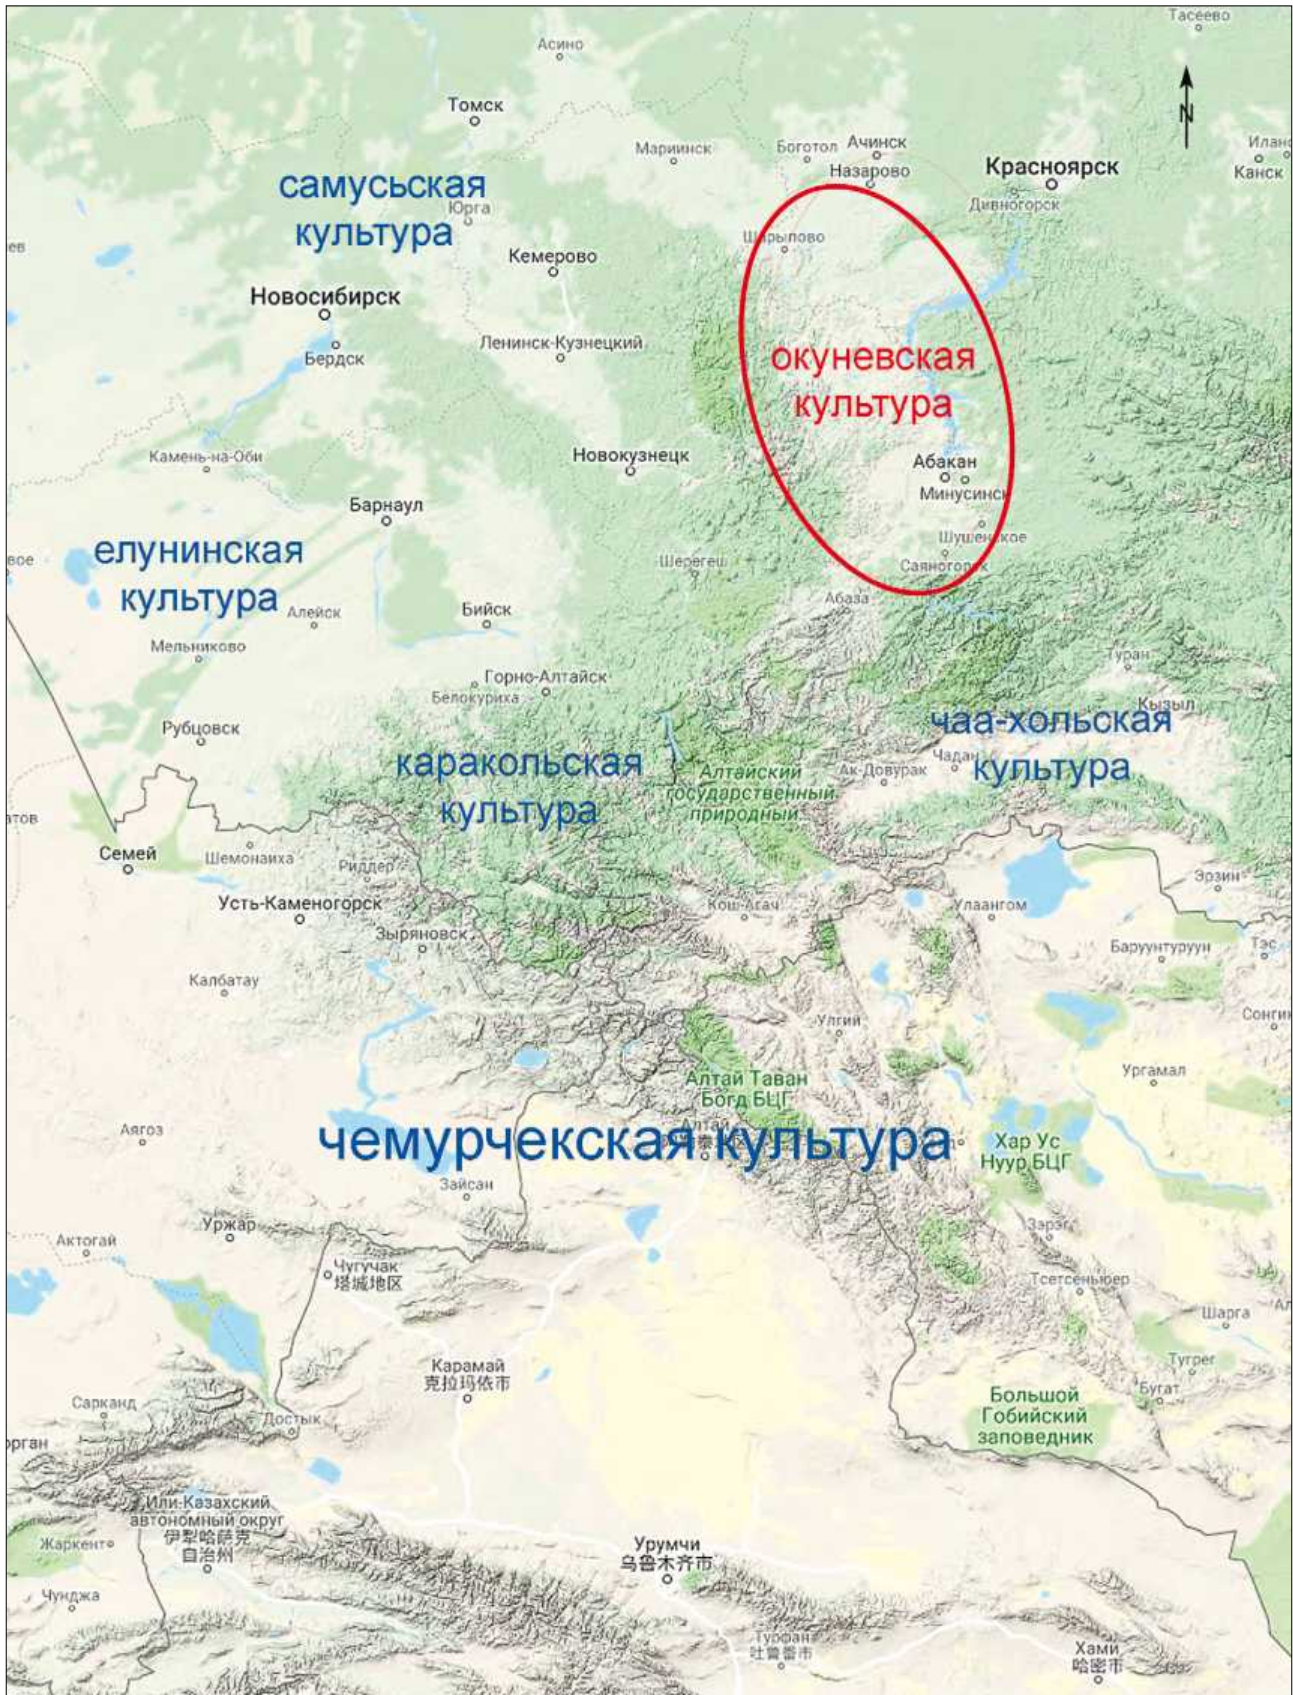 Тасеево
Асино
Томск
N
Мариинск
Боготол
Ачинск
Назарово
Красноярск
Канск
Дивногорск
самусьская
культура
Юрга
Шарыпово
Кемерово
Новосибирск
Бердск
Ленинск-Кузнецкий
окуневская
культура
Камень-на-Оби
Новокузнецк
Абакан
Минусинск
Барнаул
Шушенское
Саяногорск
елунинская
культура
Шерегеш
Абаза
Алейск
Бийск
Мельниково
Туран
Горно-Алтайск
Белокуриха
Кызыл
Рубцовск
чаа-хольская
культура
Чадан
Ак-Довурак
каракольская
культура
Алтайский
государственный
природный
Семей
Шемонаиха
Риддер
Усть-Каменогорск
Кош-Агач
Улаангом
Эрзин
Зыряновск
Баруунтуруун
Тэс
Калбатау
Улгий
Ургамал
Алтай Таван
Богд БЦГ
Аягоз
чемурчекская культура
Алтай
Хар Ус
Нуур БЦГ
Зайсан
Уржар
Актогай
Зэрэг
Чугучак
塔城地区
Тсетсеньюер
Шарга
Карамай
克拉玛依市
Тугрег
Бугат
Большой
Гобийский
заповедник
Сарканд
Достык
Или-Казахский
автономный округ
伊犁哈萨克
自治州
Жаркент
Урумчи
乌鲁木齐市
Чунджа
Турфан
吐鲁番市
Хами
哈密市